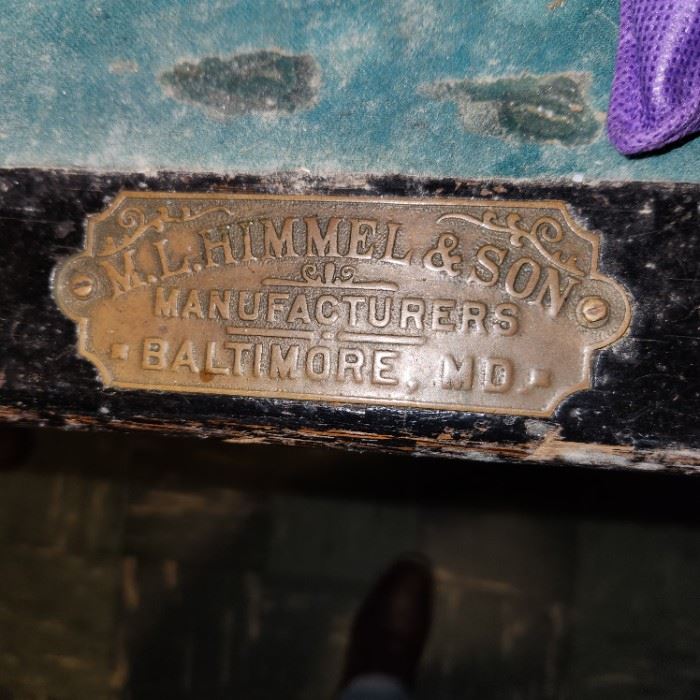 M.L. HIMMEL & SON
MANUFACTURERS
BALTIMORE, MD.